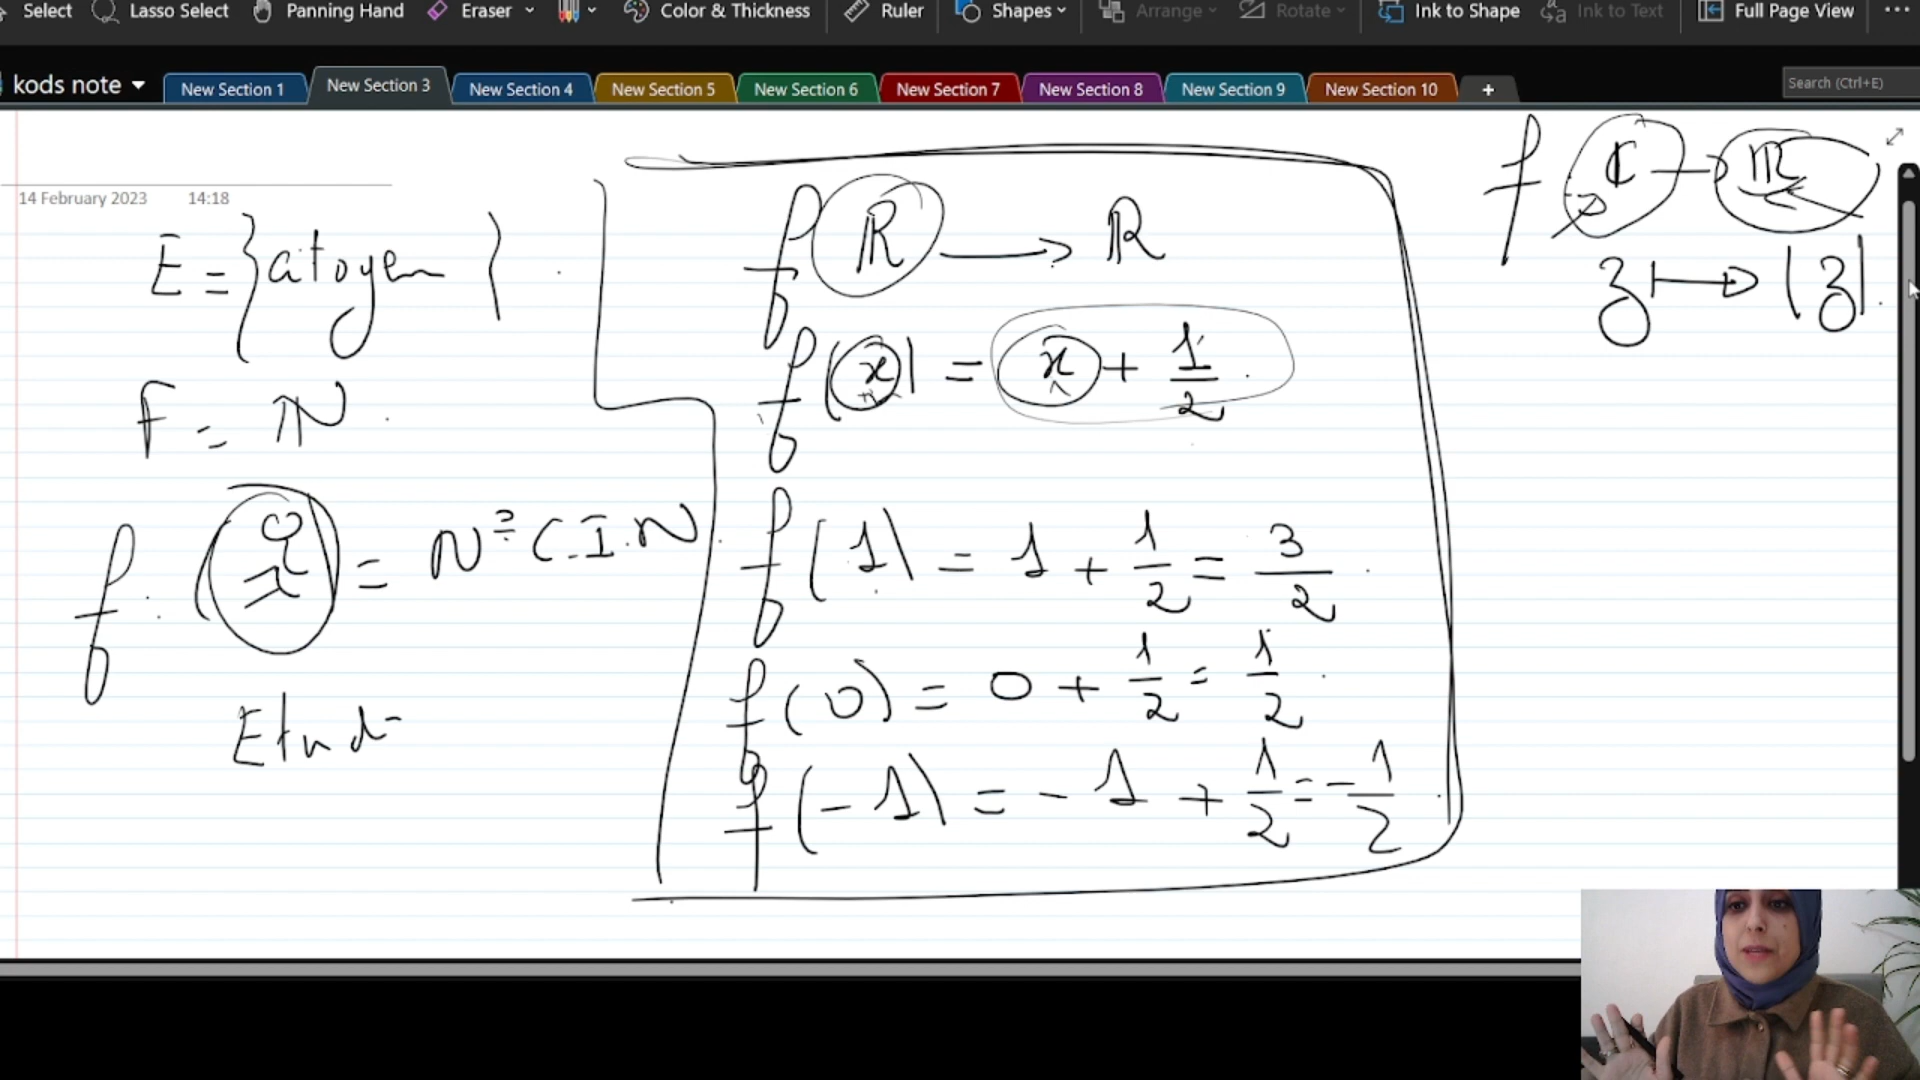 Select Lasso Select Panning Hand Eraser Color & Thickness Ruler Shapes Arrange Rotate Ink to Shape Ink to Text Full Page View
kods note New Section 1 New Section 3 New Section 4 New Section 5 New Section 6 New Section 7 New Section 8 New Section 9 New Section 10 + Search (Ctrl+E)
14 February 2023 14:18
E = { atoyen }
F = ℕ
f : ( ) = N° C.I.N
Etud
f ℝ → ℝ
f(x) = x + 1/2
f(1) = 1 + 1/2 = 3/2
f(0) = 0 + 1/2 = 1/2
f(-1) = -1 + 1/2 = -1/2
f ℂ → ℝ
z ↦ |z|